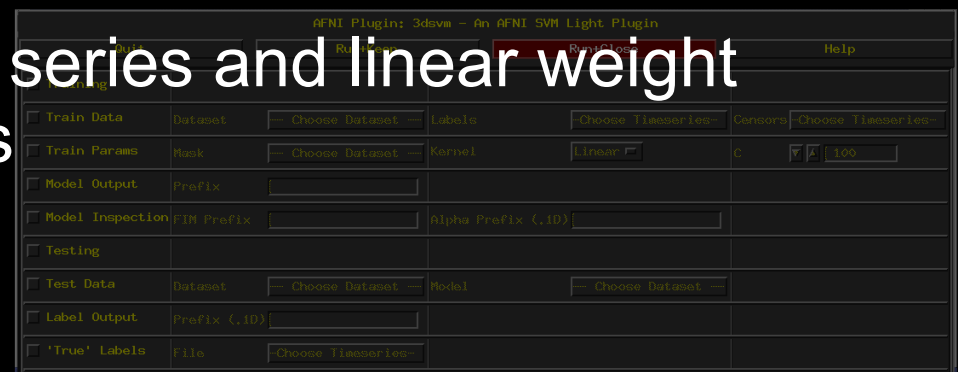 AFNI Plugin: 3dsvm - An AFNI SVM Light Plugin
Quit Run+Keep Run+Close Help
series and linear weight
Training
Train Data Dataset -- Choose Dataset -- Labels -Choose Timeseries- Censors -Choose Timeseries-
s
Train Params Mask -- Choose Dataset -- Kernel Linear C 100
Model Output Prefix
Model Inspection FIM Prefix Alpha Prefix (.1D)
Testing
Test Data Dataset -- Choose Dataset -- Model -- Choose Dataset --
Label Output Prefix (.1D)
'True' Labels File -Choose Timeseries-